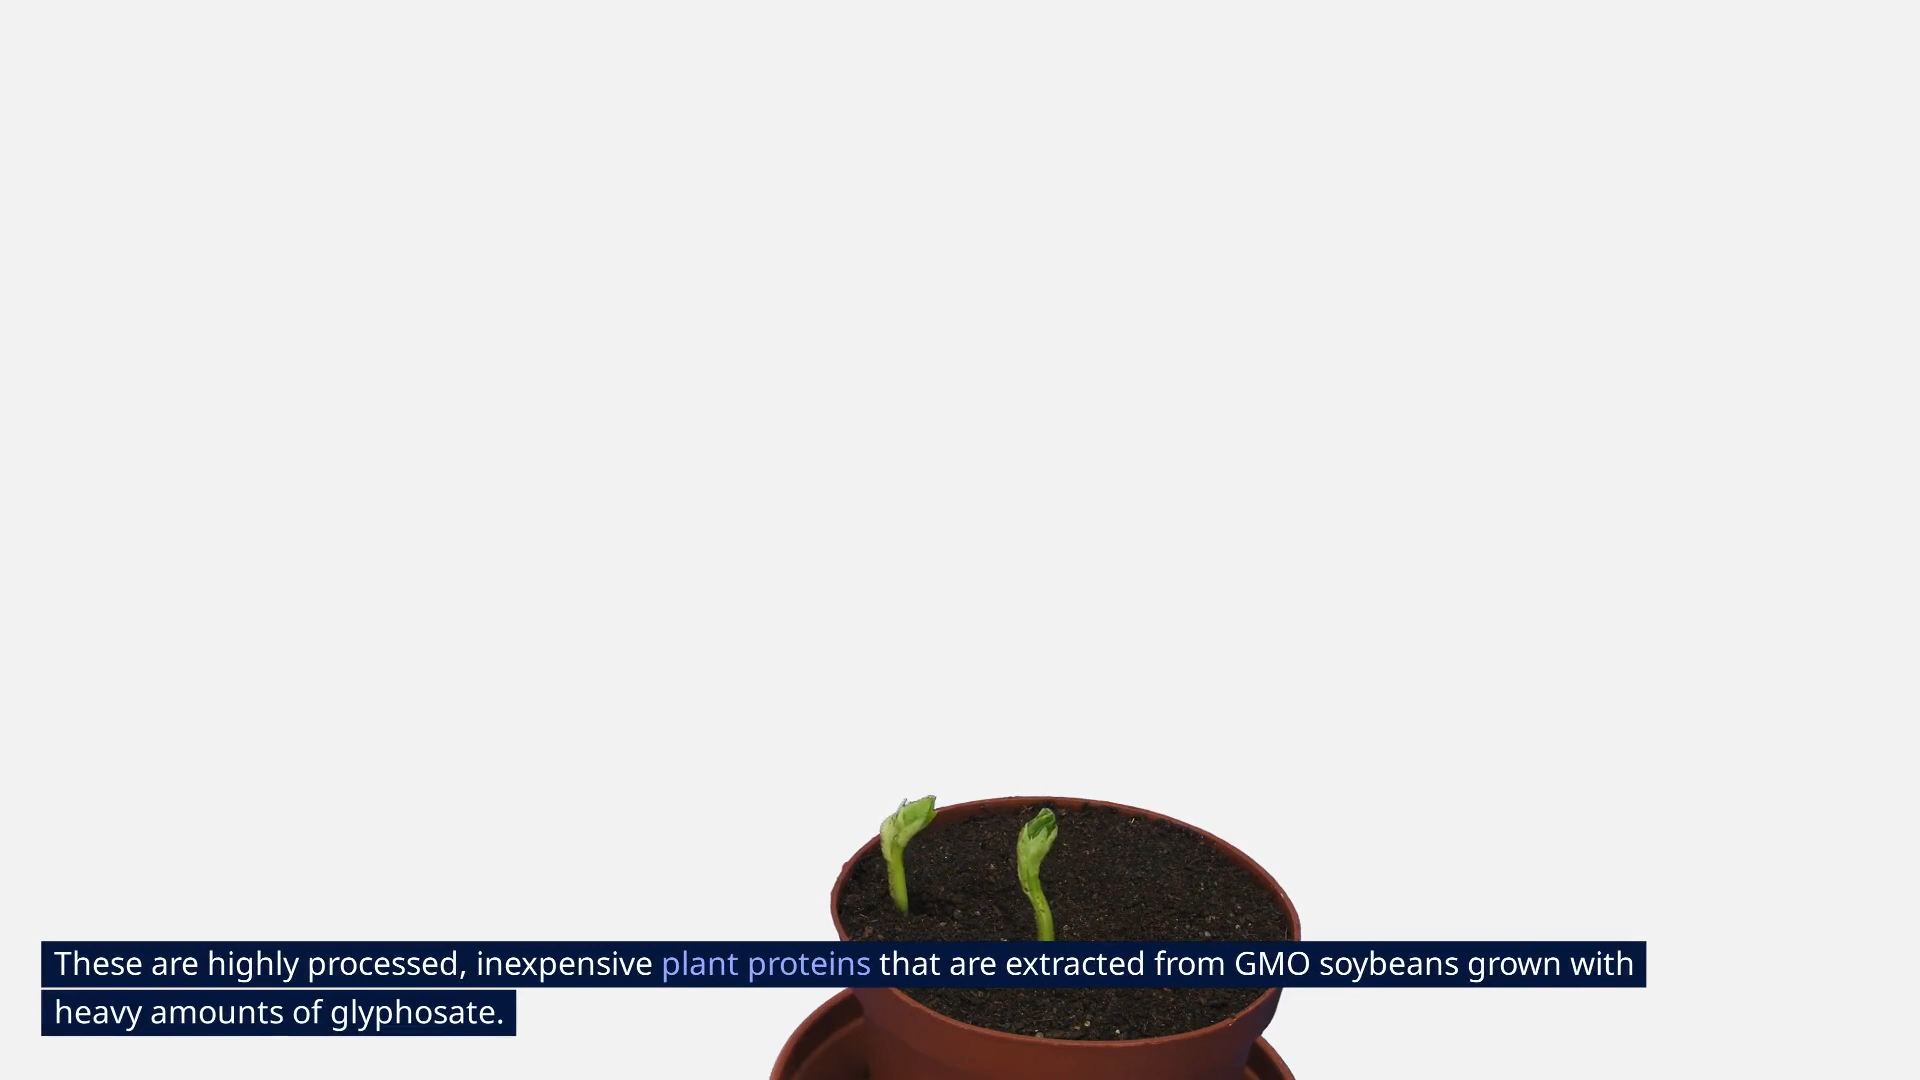 These are highly processed, inexpensive plant proteins that are extracted from GMO soybeans grown with
heavy amounts of glyphosate.